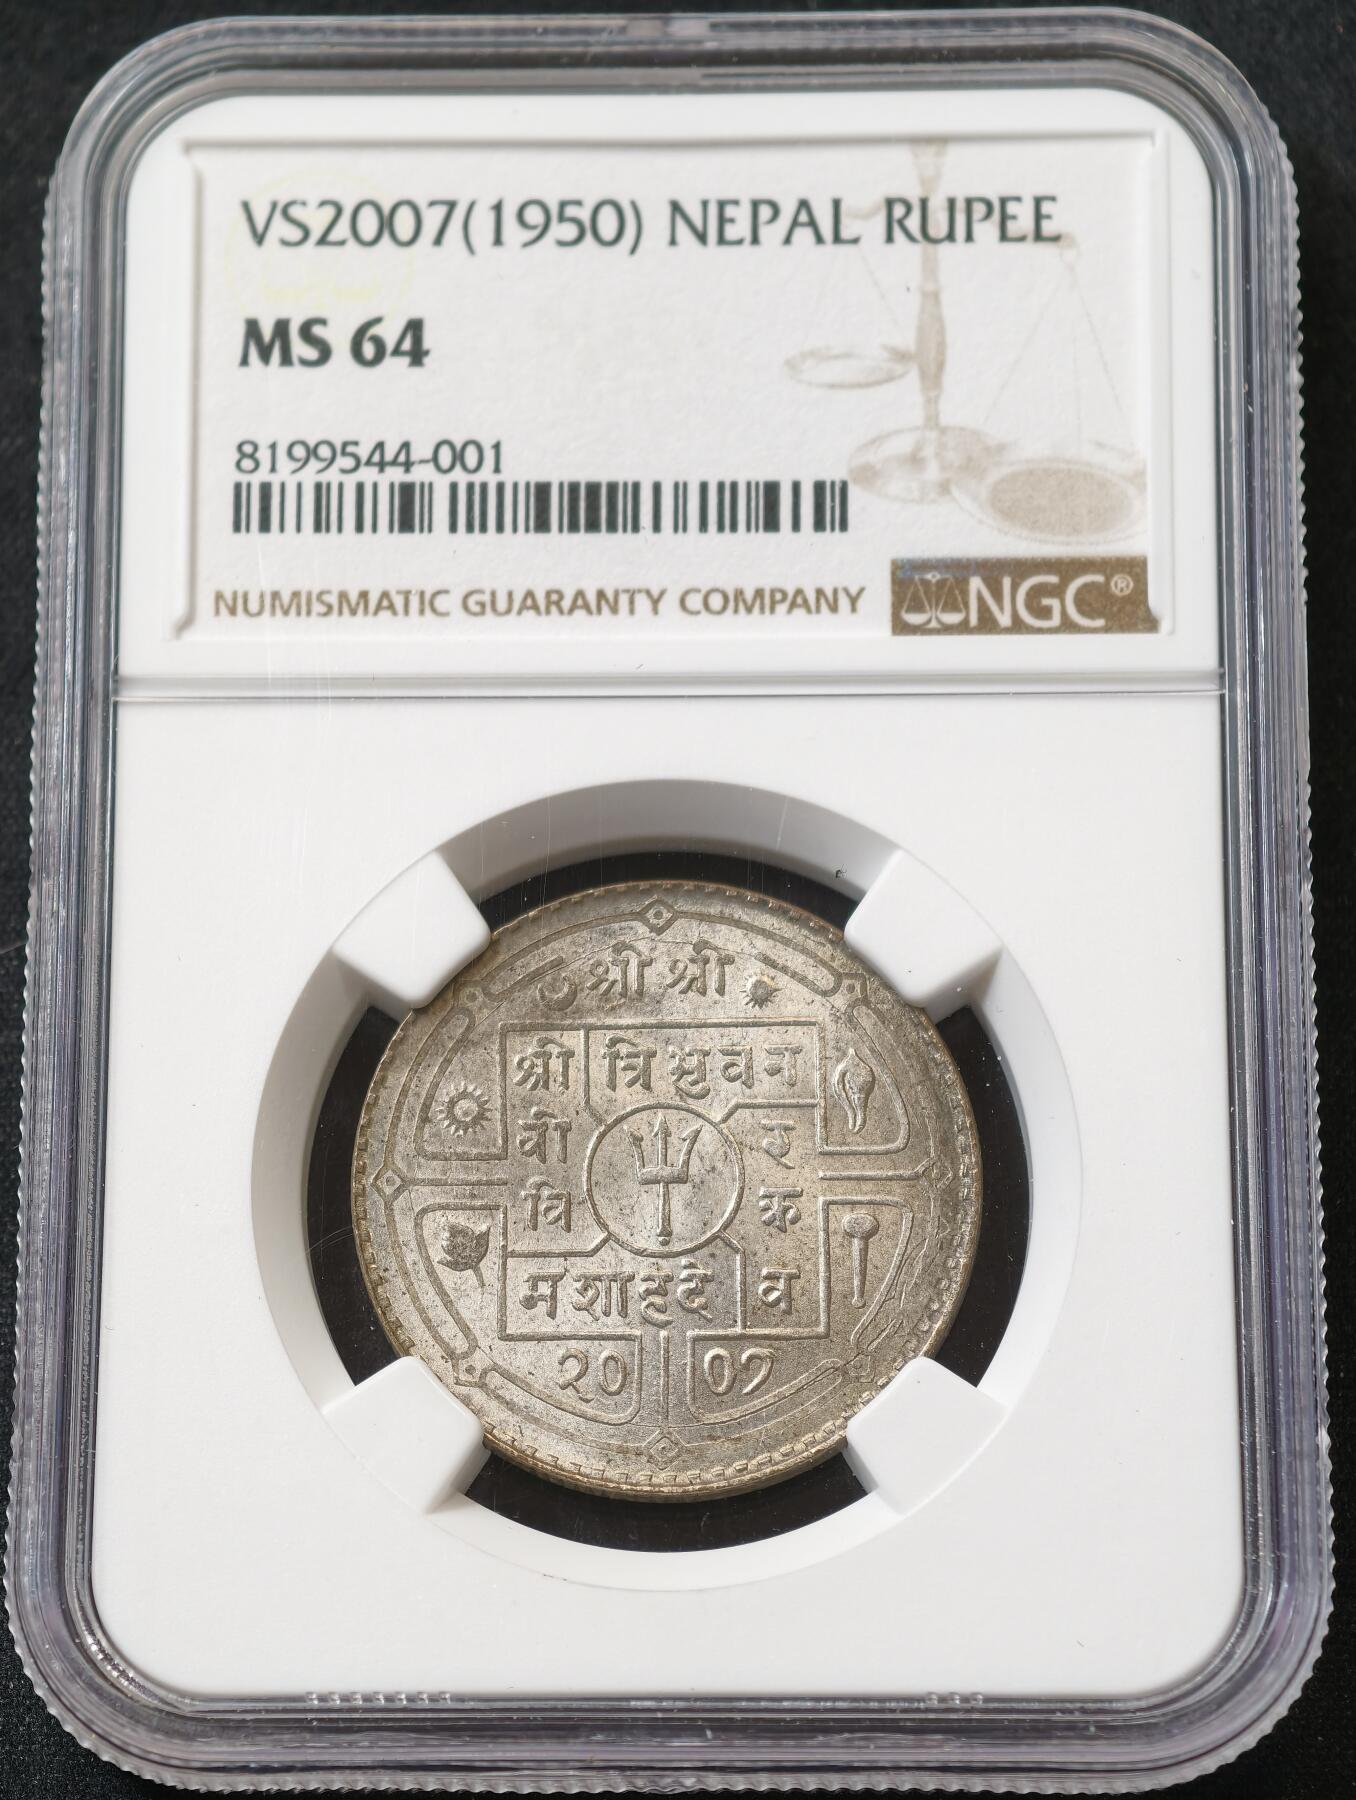 VS2007(1950) NEPAL RUPEE
MS 64
8199544-001
NUMISMATIC GUARANTY COMPANY
NGC®
श्री श्री
श्री त्रि भुवन
वी र
वि क्र
म शाह दे व
२० ०७